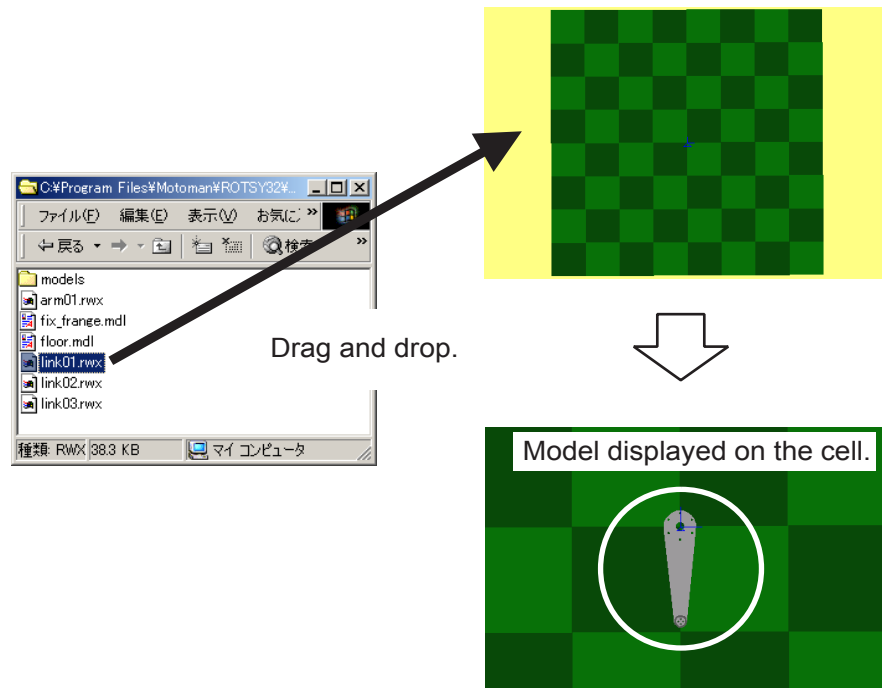 C:¥Program Files¥Motoman¥ROTSY32¥...
ファイル(F) 編集(E) 表示(V) お気に »
戻る 検索 »
models
arm01.rwx
fix_frange.mdl
floor.mdl
link01.rwx
link02.rwx
link03.rwx
種類: RWX 38.3 KB マイ コンピュータ
Drag and drop.
Model displayed on the cell.